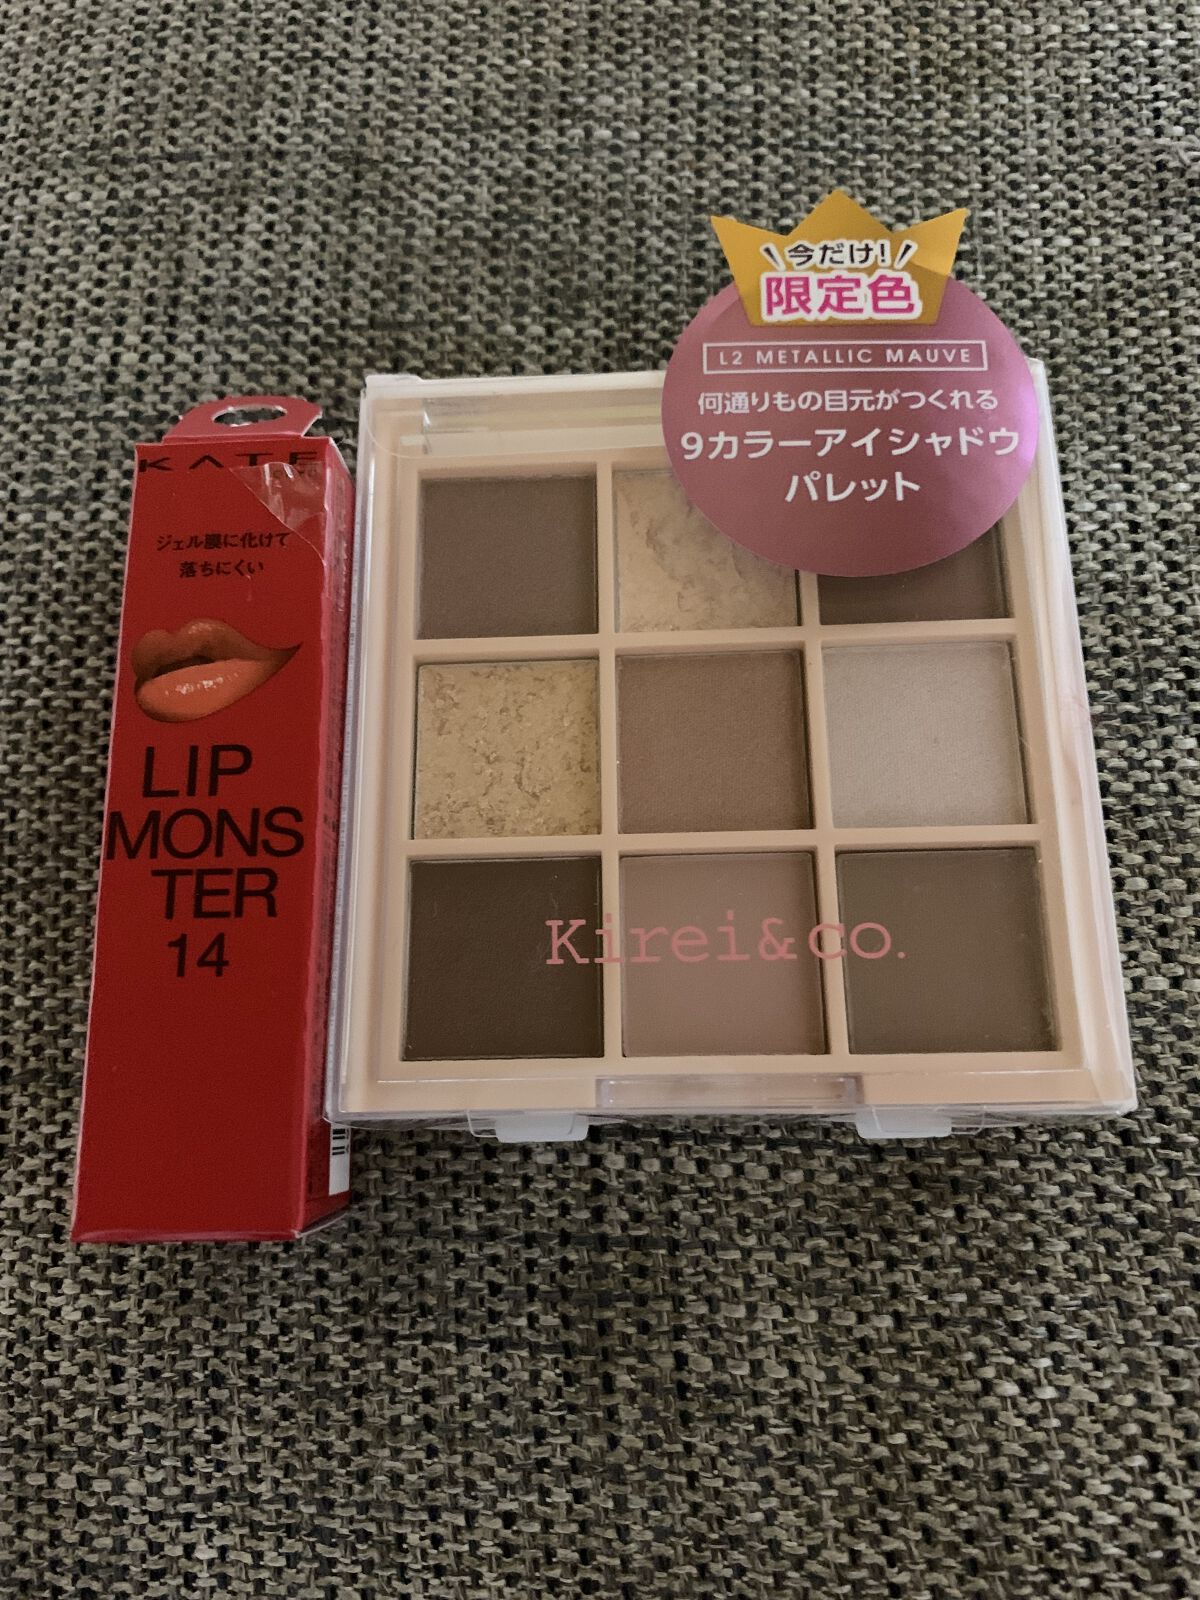 KATE
ジェル膜に化けて
落ちにくい
LIP
MONS
TER
14
今だけ!
限定色
L2 METALLIC MAUVE
何通りもの目元がつくれる
9カラーアイシャドウ
パレット
Kirei&co.